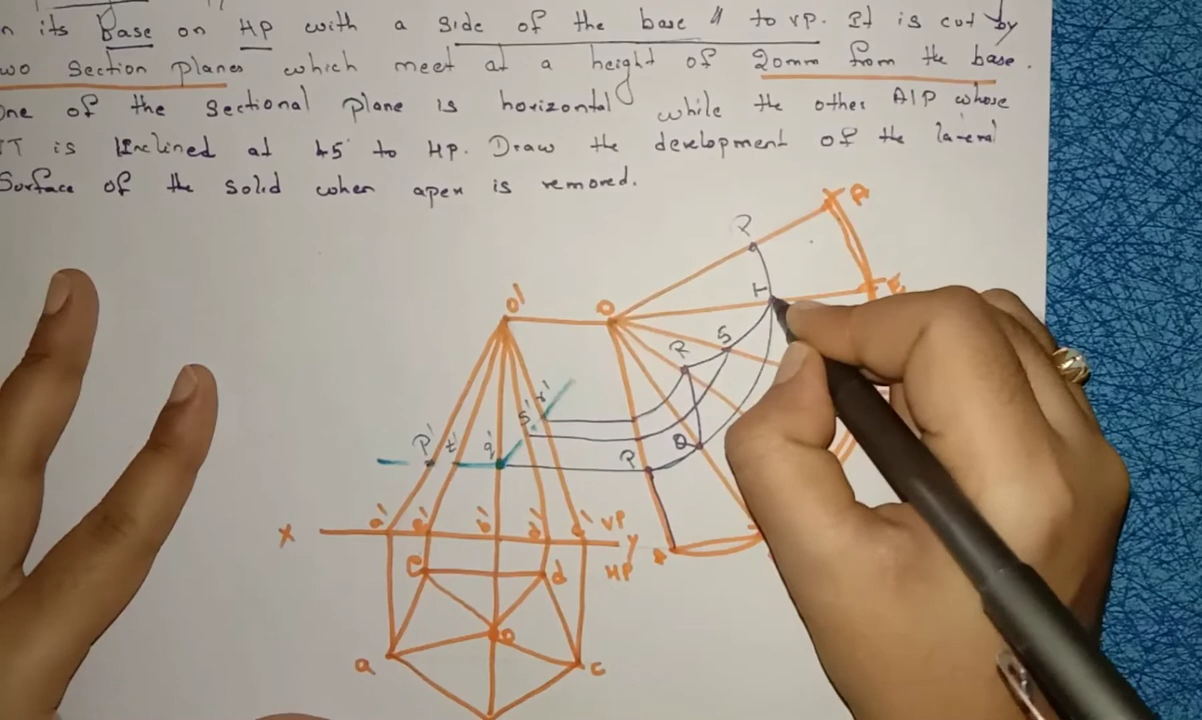 n its Base on HP with a side of the base 11 to VP. It is cut by
wo Section Planes which meet at a height of 20mm from the base.
One of the Sectional Plane is horizontal while the other AIP whose
T is Inclined at 45 to HP. Draw the development of the lateral
Surface of the solid when apex is removed.
P A
O' O T E
R S
r'
s'
P' t' q' P Q
a' e' b' d' c' VP
X Y
HP A
e d
o
a c